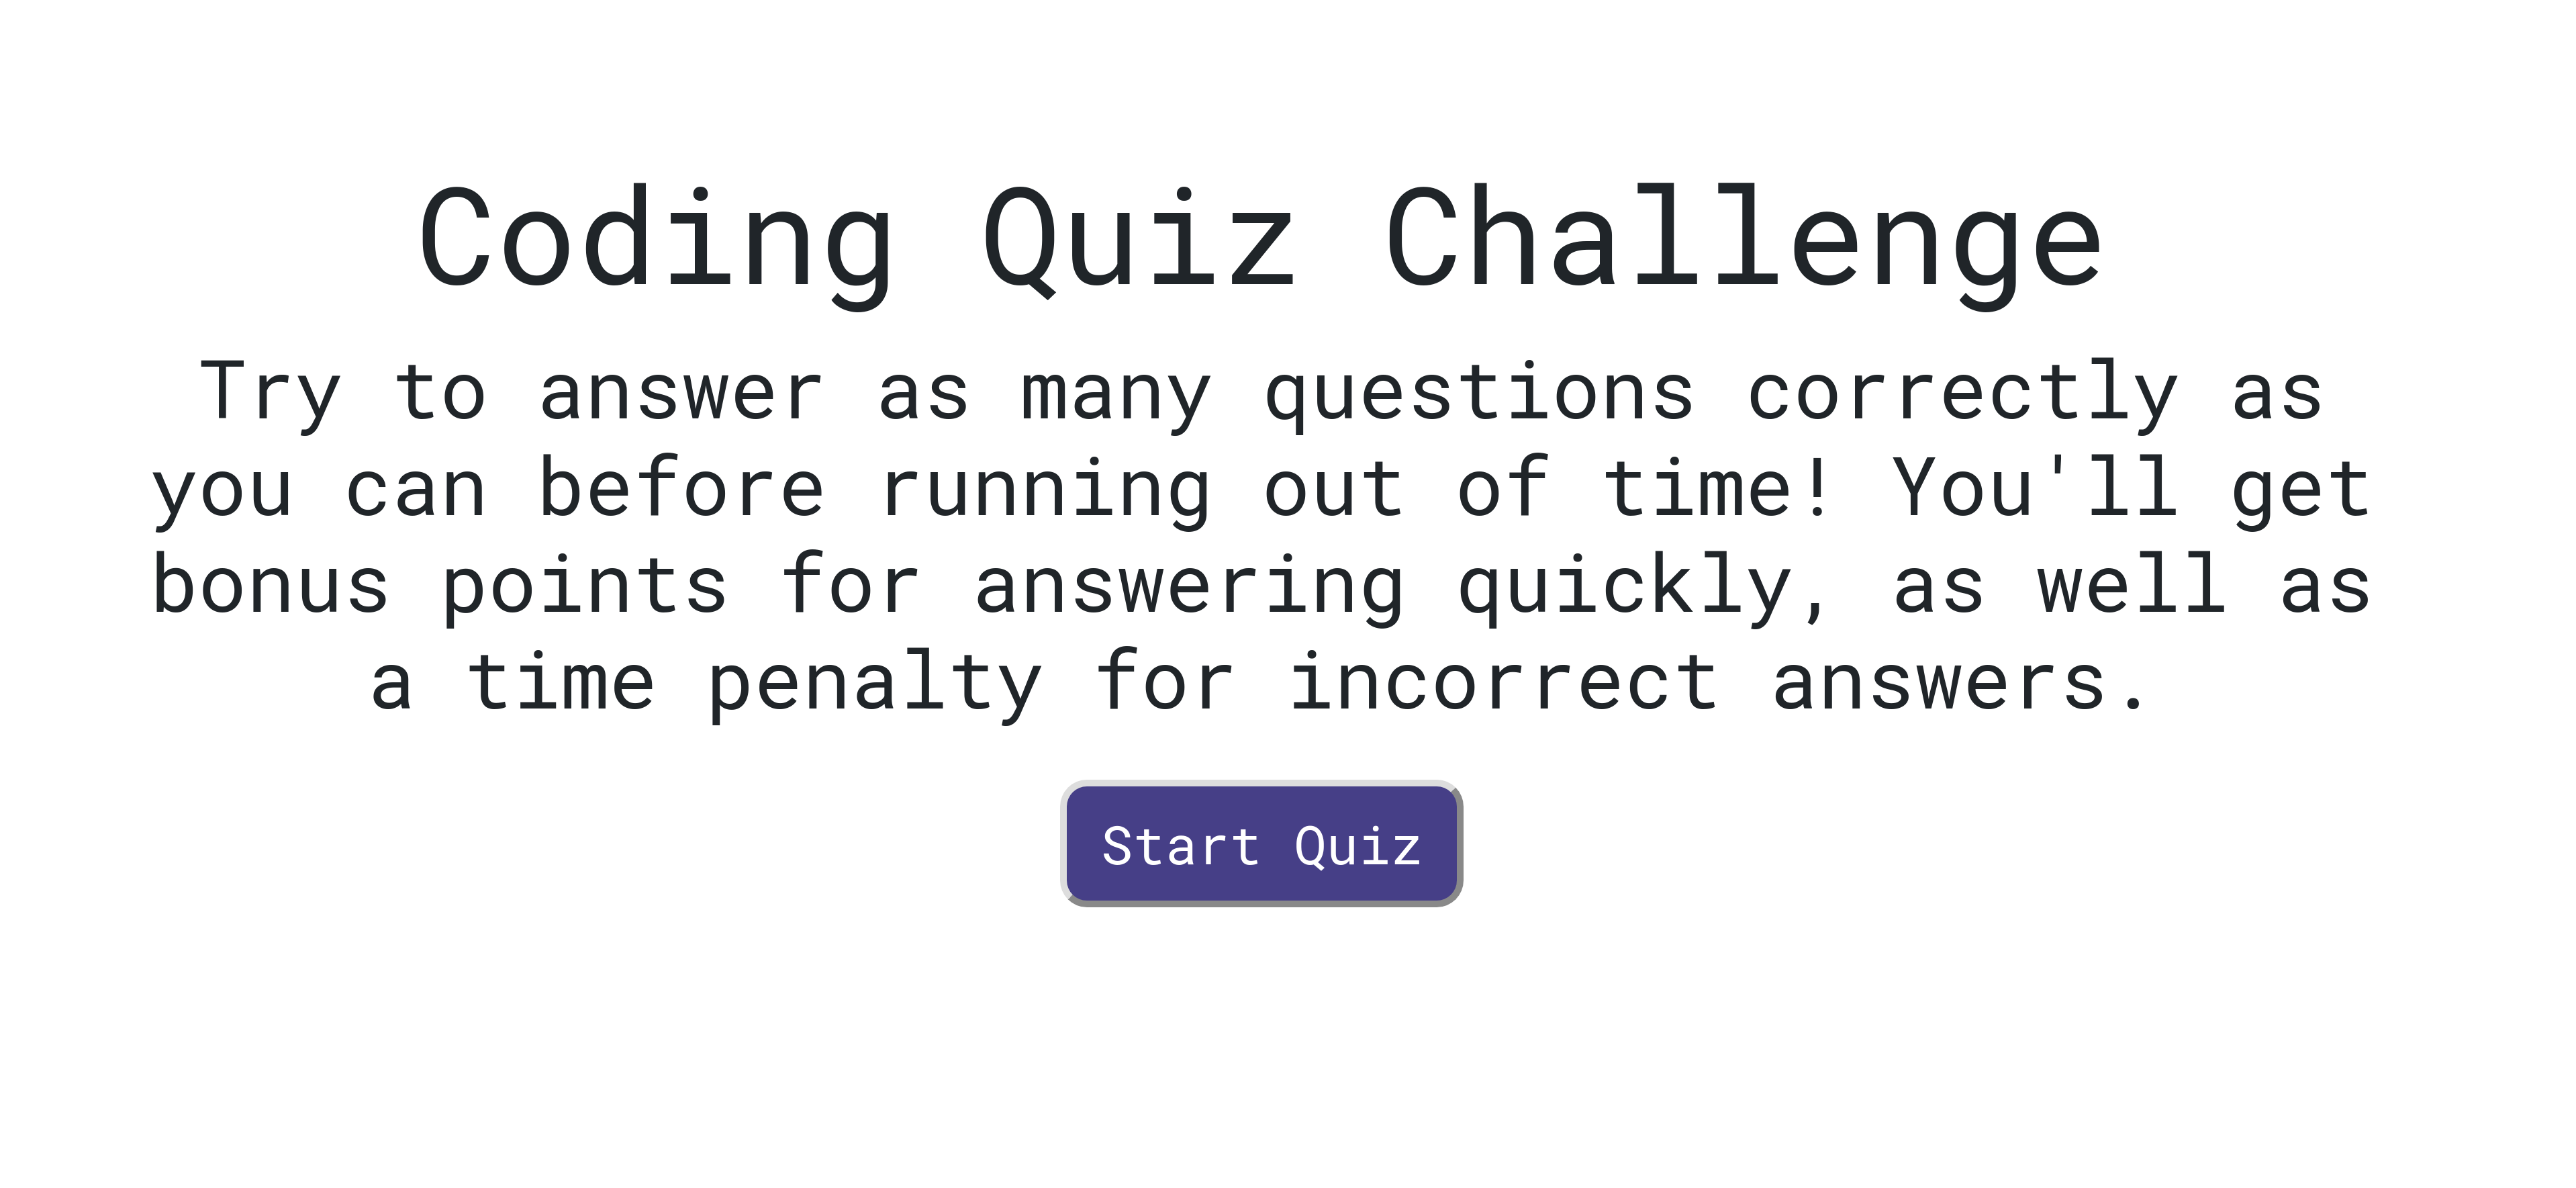 Coding Quiz Challenge
Try to answer as many questions correctly as
you can before running out of time! You'll get
bonus points for answering quickly, as well as
a time penalty for incorrect answers.
Start Quiz